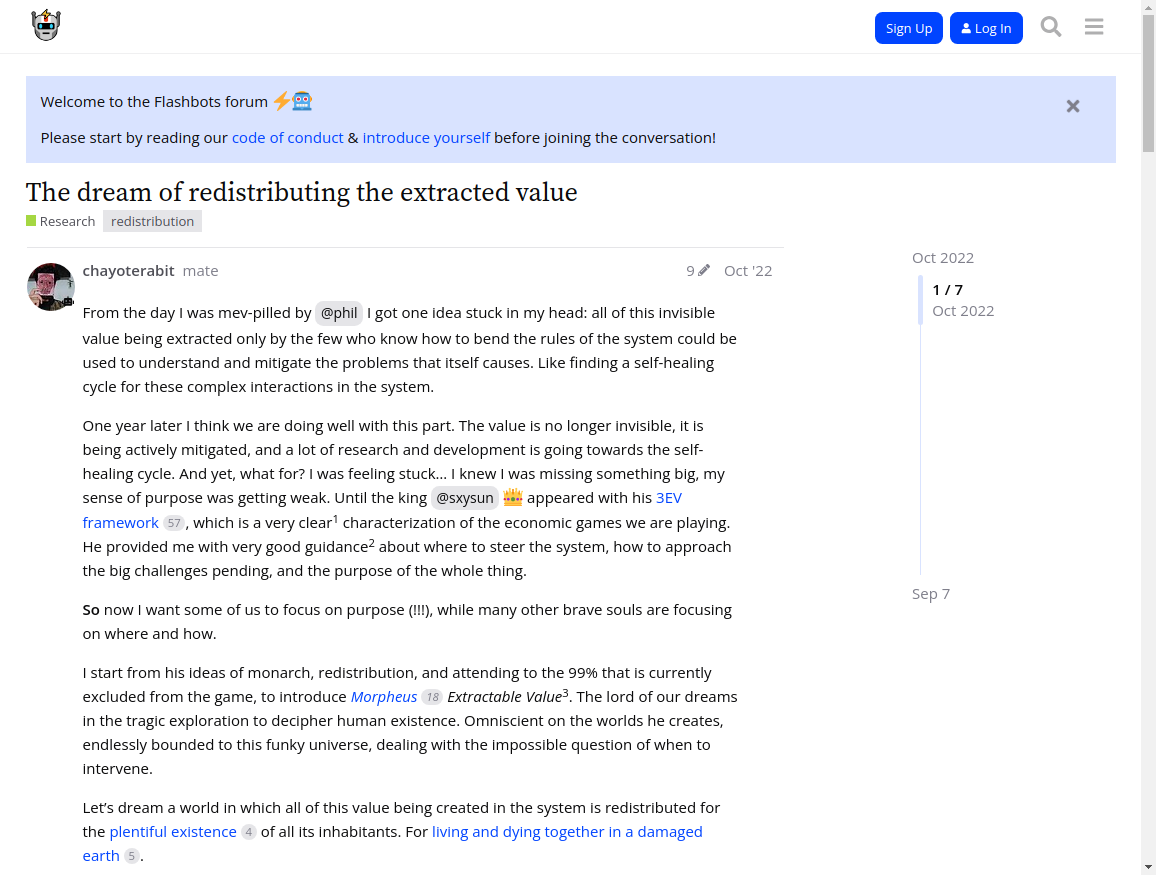 Sign Up
Log In
Welcome to the Flashbots forum
Please start by reading our code of conduct & introduce yourself before joining the conversation!
The dream of redistributing the extracted value
Research redistribution
chayoterabit mate 9 Oct '22
From the day I was mev-pilled by @phil I got one idea stuck in my head: all of this invisible
value being extracted only by the few who know how to bend the rules of the system could be
used to understand and mitigate the problems that itself causes. Like finding a self-healing
cycle for these complex interactions in the system.
One year later I think we are doing well with this part. The value is no longer invisible, it is
being actively mitigated, and a lot of research and development is going towards the self-
healing cycle. And yet, what for? I was feeling stuck... I knew I was missing something big, my
sense of purpose was getting weak. Until the king @sxysun 👑 appeared with his 3EV
framework 57, which is a very clear1 characterization of the economic games we are playing.
He provided me with very good guidance2 about where to steer the system, how to approach
the big challenges pending, and the purpose of the whole thing.
So now I want some of us to focus on purpose (!!!), while many other brave souls are focusing
on where and how.
I start from his ideas of monarch, redistribution, and attending to the 99% that is currently
excluded from the game, to introduce Morpheus 18 Extractable Value3. The lord of our dreams
in the tragic exploration to decipher human existence. Omniscient on the worlds he creates,
endlessly bounded to this funky universe, dealing with the impossible question of when to
intervene.
Let's dream a world in which all of this value being created in the system is redistributed for
the plentiful existence 4 of all its inhabitants. For living and dying together in a damaged
earth 5.
Oct 2022
1 / 7
Oct 2022
Sep 7